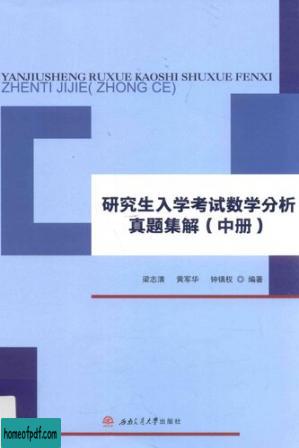 YANJIUSHENG RUXUE KAOSHI SHUXUE FENXI
ZHENTI JIJIE( ZHONG CE)
研究生入学考试数学分析
真题集解（中册）
梁志清 黄军华 钟镇权 ◎ 编著
西南交通大学出版社
homeofpdf.com
homeofpdf.com